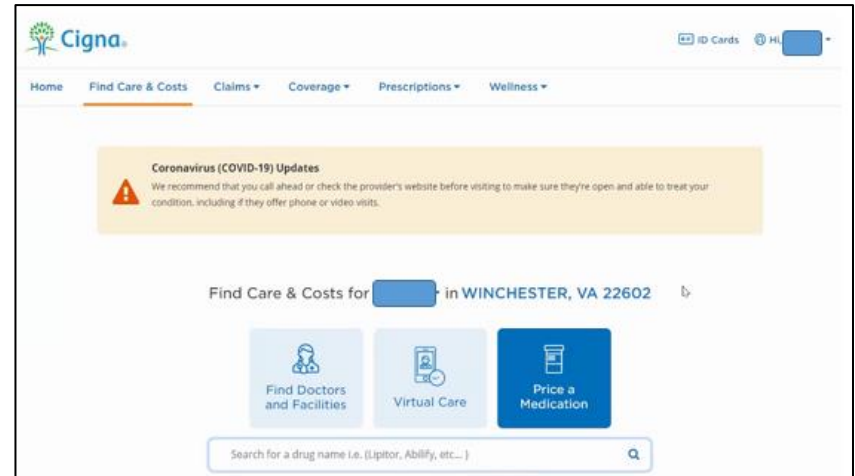 Cigna.
ID Cards
Hi,
Home Find Care & Costs Claims Coverage Prescriptions Wellness
Coronavirus (COVID-19) Updates
We recommend that you call ahead or check the provider's website before visiting to make sure they're open and able to treat your
condition, including if they offer phone or video visits.
Find Care & Costs for in WINCHESTER, VA 22602
Find Doctors
and Facilities
Virtual Care
Price a
Medication
Search for a drug name i.e. (Lipitor, Abilify, etc... )